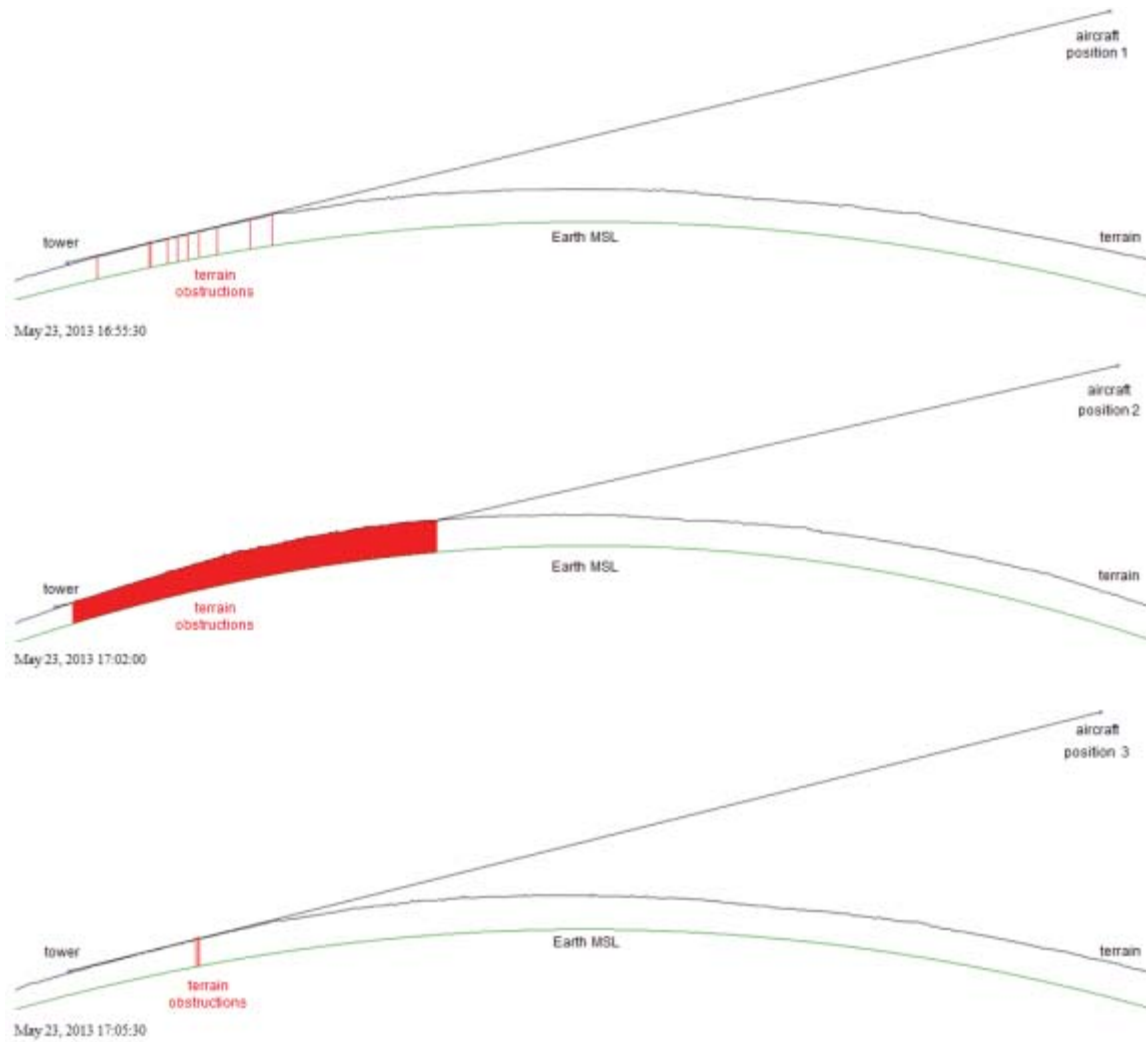 aircraft
position 1
tower
Earth MSL
terrain
terrain
obstructions
May 23, 2013 16:55:30
aircraft
position 2
tower
Earth MSL
terrain
terrain
obstructions
May 23, 2013 17:02:00
aircraft
position 3
tower
Earth MSL
terrain
terrain
obstructions
May 23, 2013 17:05:30